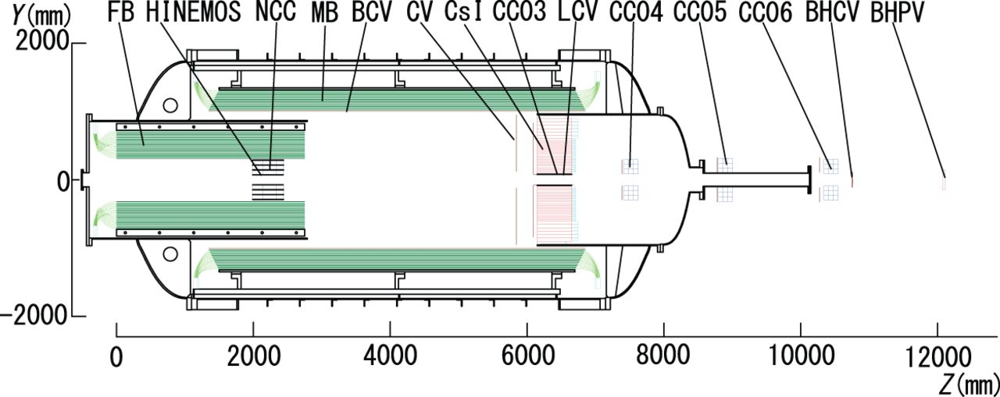 Y(mm) FB HINEMOS NCC MB BCV CV CsI CC03 LCV CC04 CC05 CC06 BHCV BHPV
2000
0
-2000
0 2000 4000 6000 8000 10000 12000
Z(mm)